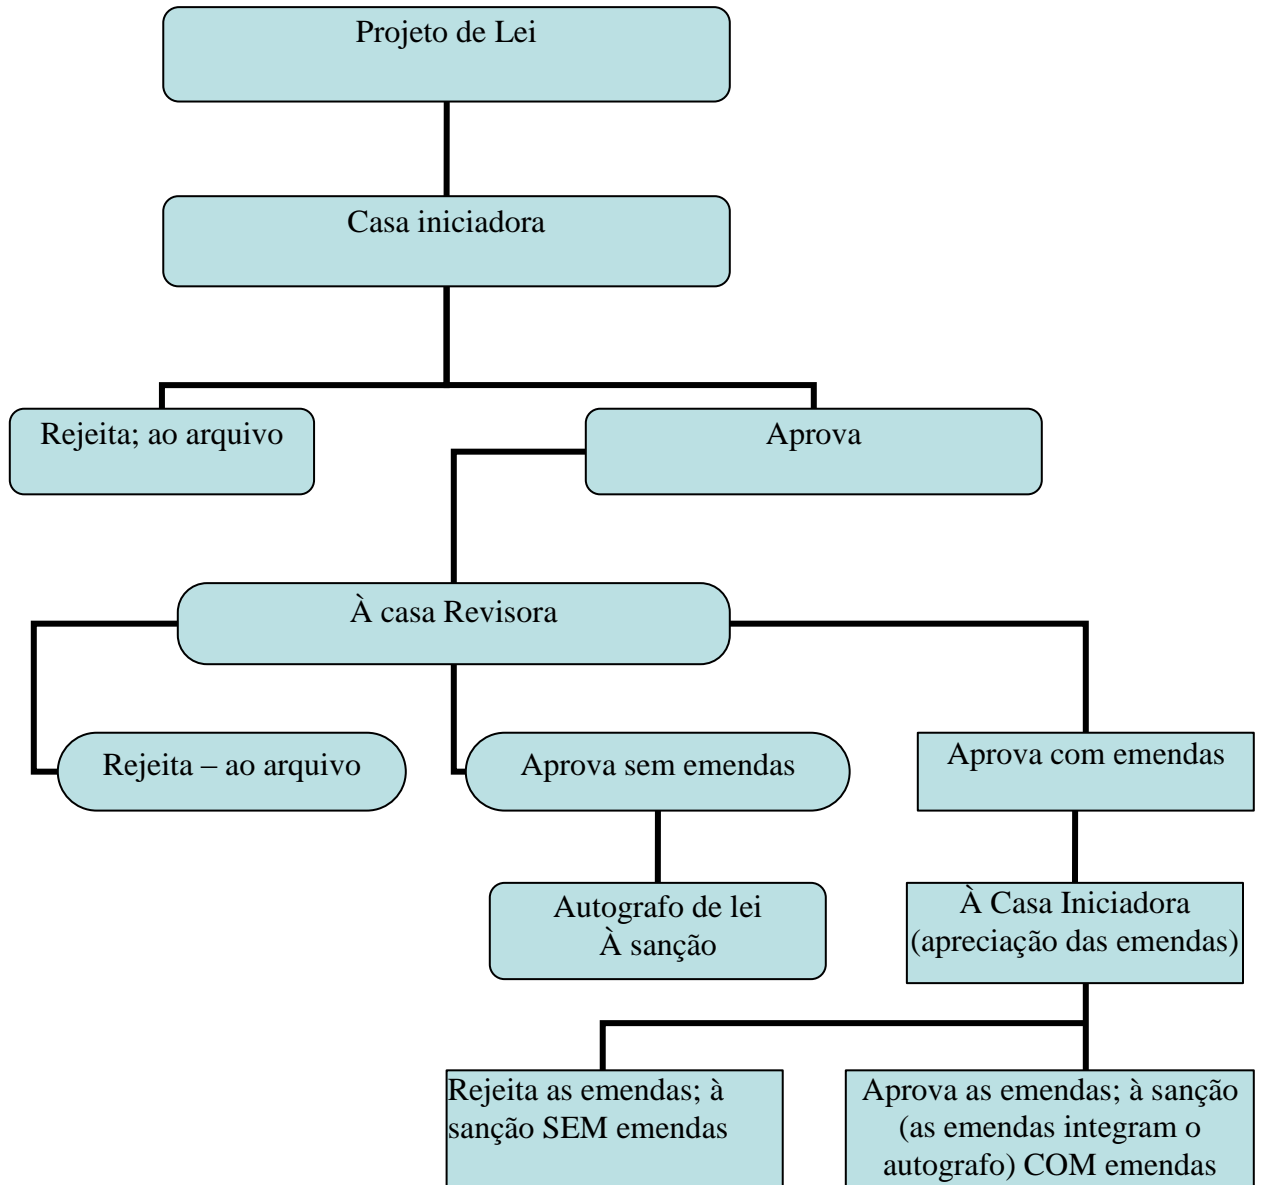 Projeto de Lei
Casa iniciadora
Rejeita; ao arquivo
Aprova
À casa Revisora
Rejeita – ao arquivo
Aprova sem emendas
Aprova com emendas
Autografo de lei
À sanção
À Casa Iniciadora
(apreciação das emendas)
Rejeita as emendas; à
sanção SEM emendas
Aprova as emendas; à sanção
(as emendas integram o
autografo) COM emendas